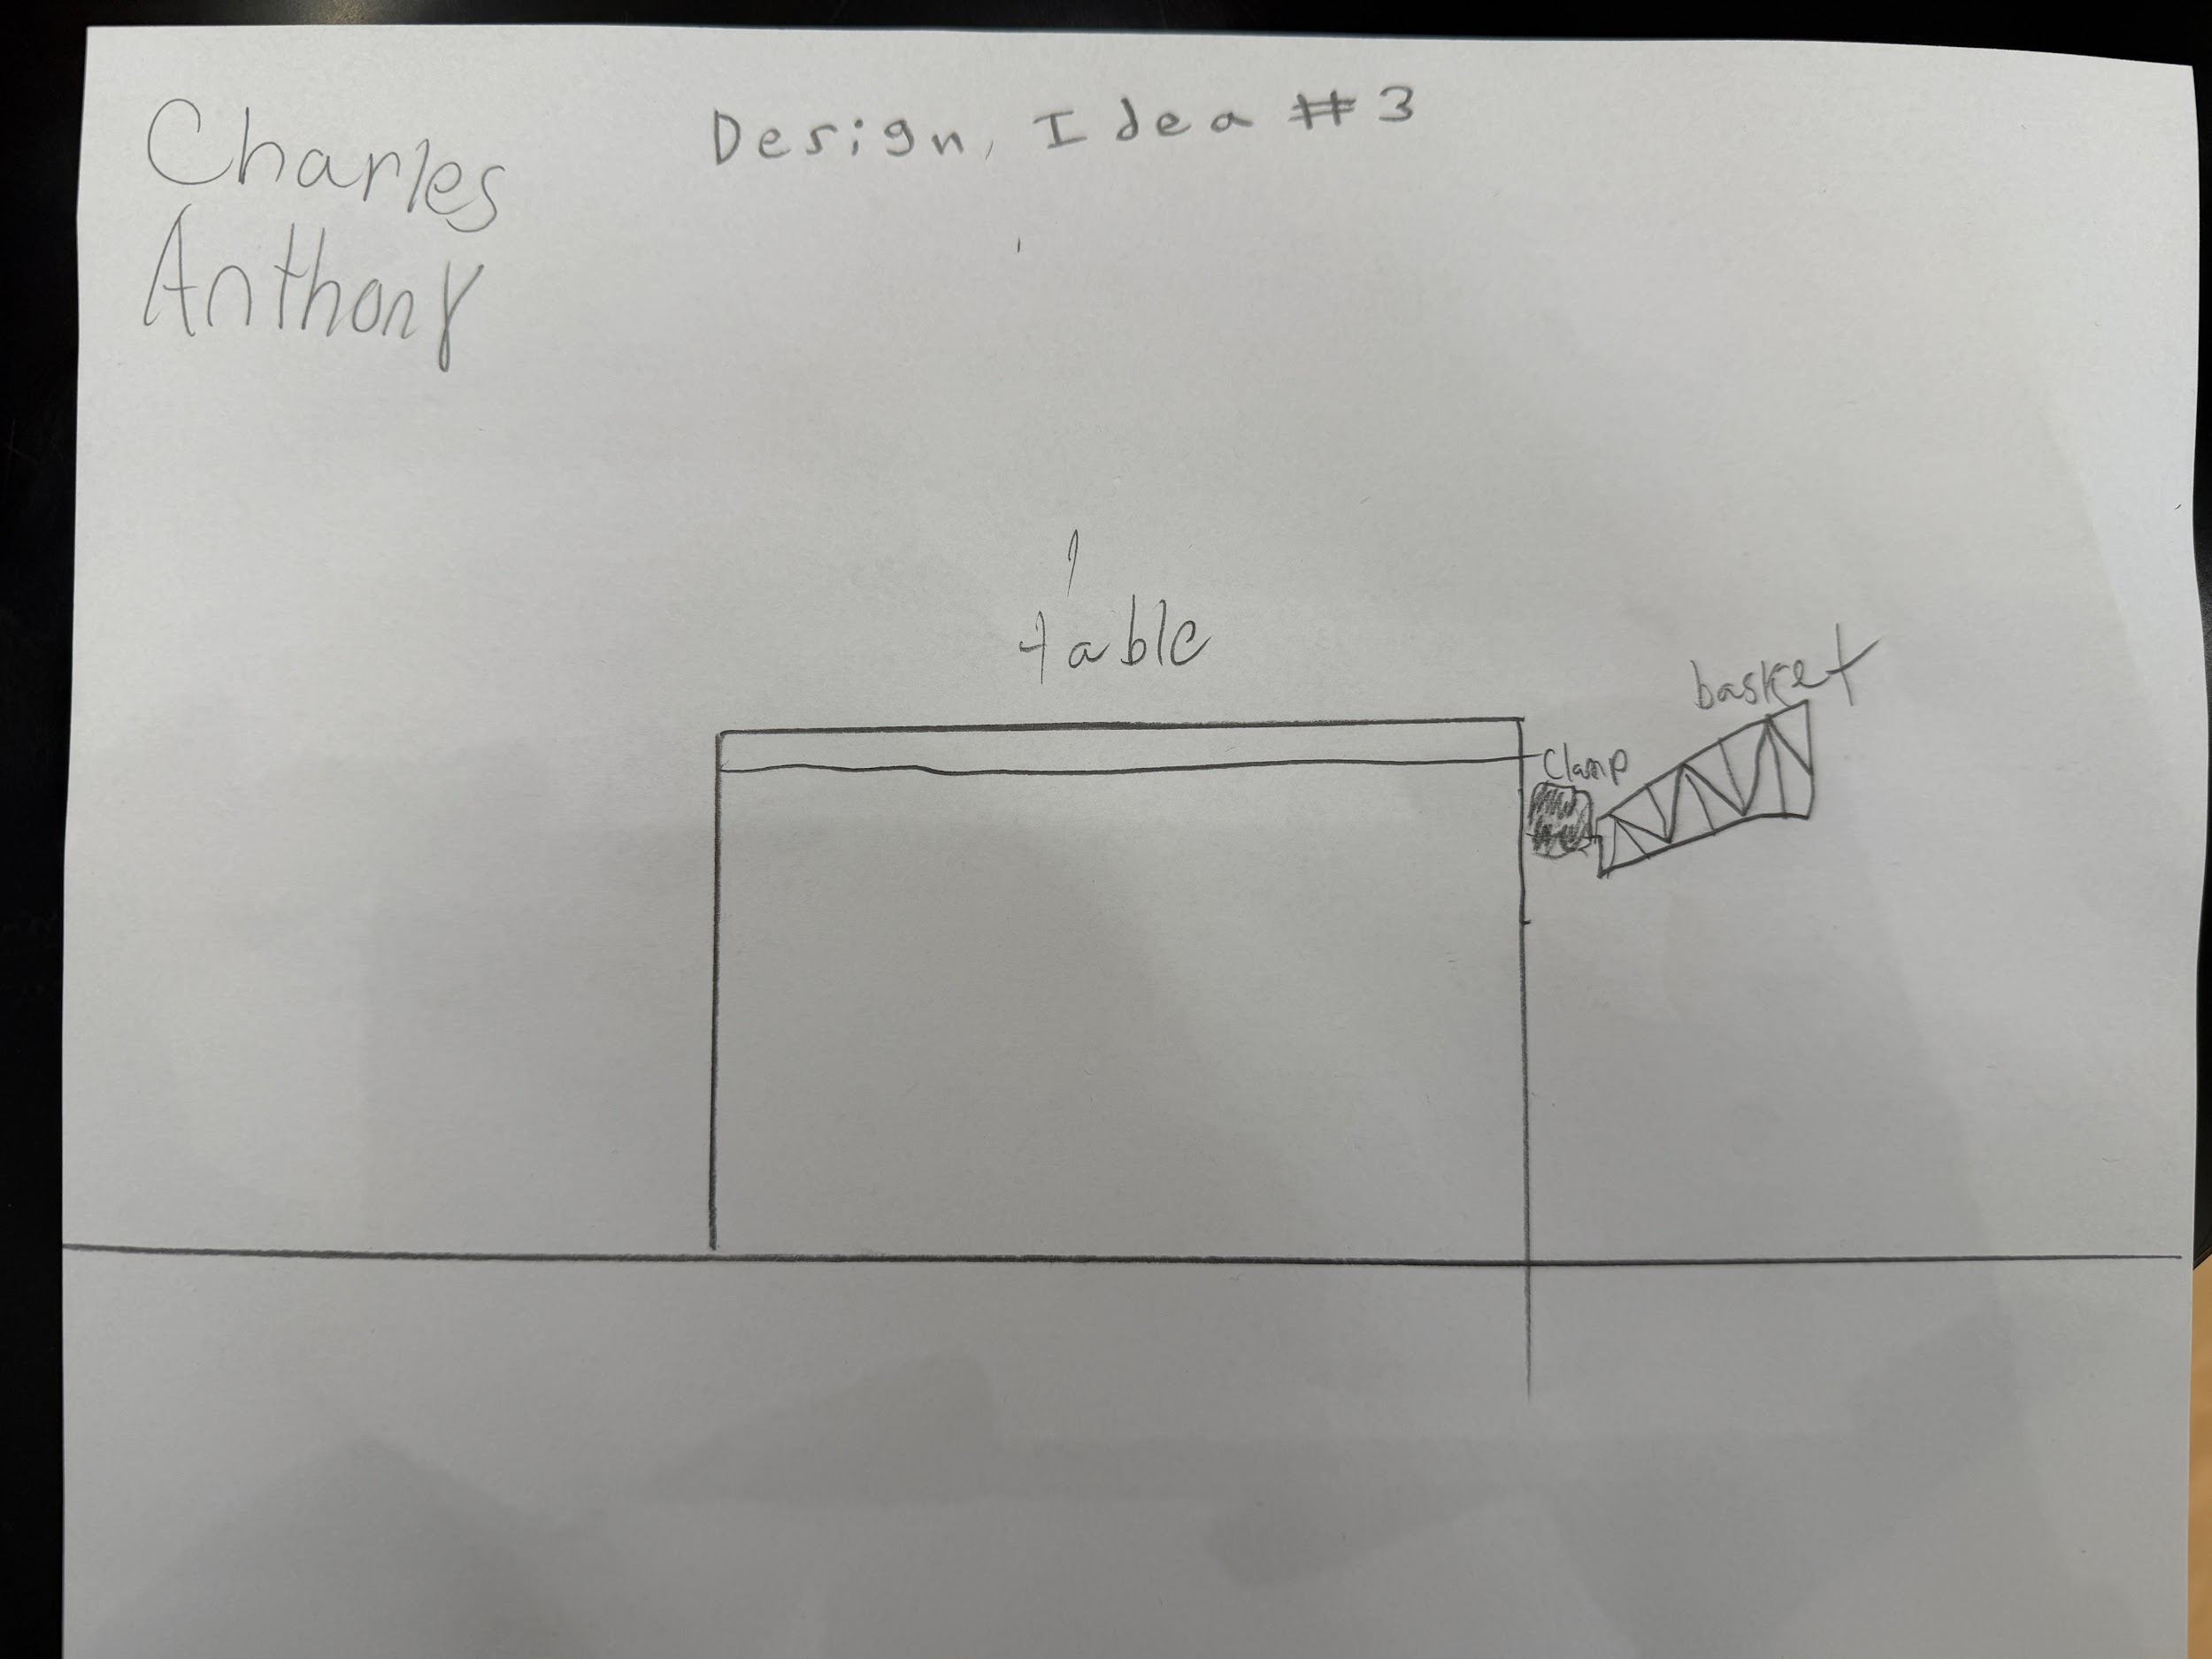 Charles
Anthony
Design, Idea #3
table
basket
Clamp